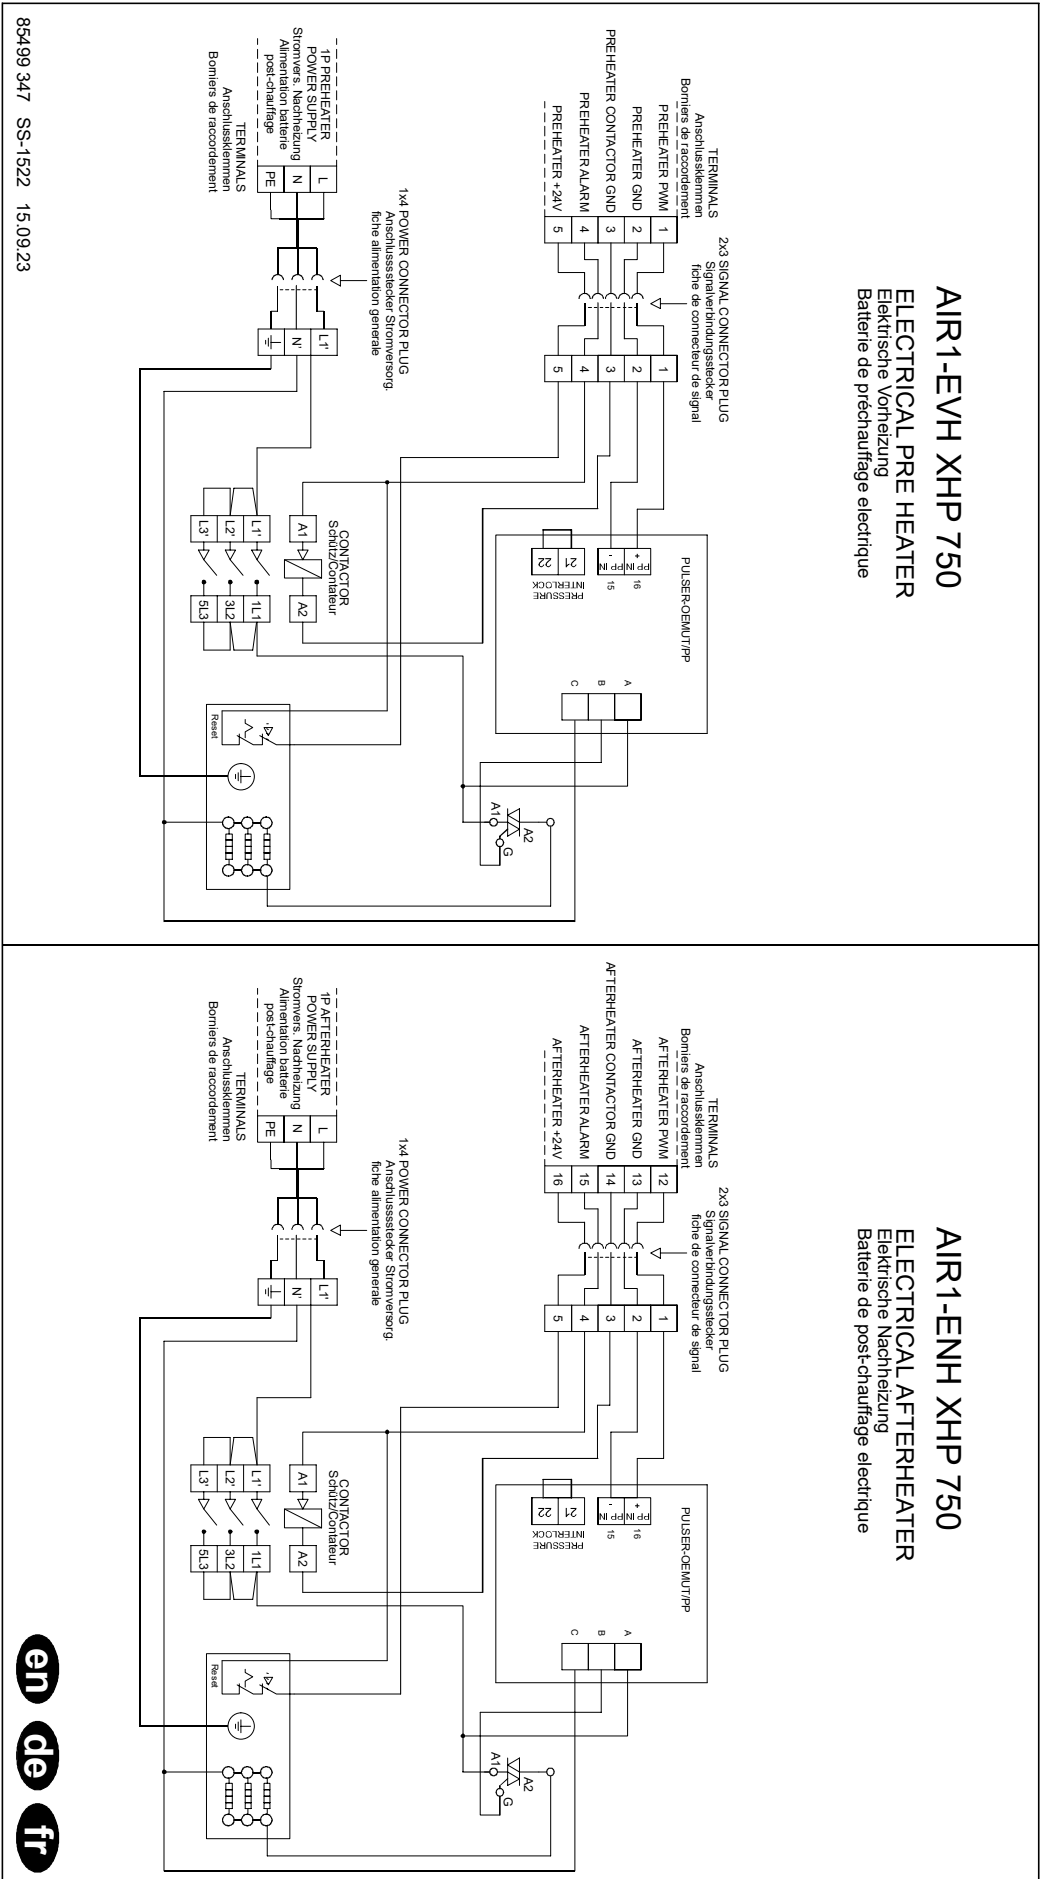 AIR1-EVH XHP 750
ELECTRICAL PRE HEATER
Elektrische Vorheizung
Batterie de préchauffage electrique
TERMINALS
Anschlussklemmen
Borniers de raccordement
2x3 SIGNAL CONNECTOR PLUG
Signalverbindungsstecker
fiche de connecteur de signal
PREHEATER PWM
PREHEATER GND
PREHEATER CONTACTOR GND
PREHEATER ALARM
PREHEATER +24V
1
2
3
4
5
1
2
3
4
5
PULSER-OEMUT/PP
+ PP IN
- PP IN
16
15
21
22
PRESSURE
INTERLOCK
A
B
C
A1
A2
G
1x4 POWER CONNECTOR PLUG
Anschlussstecker Stromversorg.
fiche alimentation generale
1P PREHEATER
POWER SUPPLY
Stromvers. Nachheizung
Alimentation batterie
post-chauffage
L
N
PE
TERMINALS
Anschlussklemmen
Borniers de raccordement
L1'
N'
CONTACTOR
Schütz/Contateur
A1
A2
L1'
L2'
L3'
1L1
3L2
5L3
Reset
AIR1-ENH XHP 750
ELECTRICAL AFTERHEATER
Elektrische Nachheizung
Batterie de post-chauffage electrique
TERMINALS
Anschlussklemmen
Borniers de raccordement
2x3 SIGNAL CONNECTOR PLUG
Signalverbindungsstecker
fiche de connecteur de signal
AFTERHEATER PWM
AFTERHEATER GND
AFTERHEATER CONTACTOR GND
AFTERHEATER ALARM
AFTERHEATER +24V
12
13
14
15
16
1
2
3
4
5
PULSER-OEMUT/PP
+ PP IN
- PP IN
16
15
21
22
PRESSURE
INTERLOCK
A
B
C
A1
A2
G
1x4 POWER CONNECTOR PLUG
Anschlussstecker Stromversorg.
fiche alimentation generale
1P AFTERHEATER
POWER SUPPLY
Stromvers. Nachheizung
Alimentation batterie
post-chauffage
L
N
PE
TERMINALS
Anschlussklemmen
Borniers de raccordement
L1'
N'
CONTACTOR
Schütz/Contateur
A1
A2
L1'
L2'
L3'
1L1
3L2
5L3
Reset
85499 347 SS-1522 15.09.23
en de fr